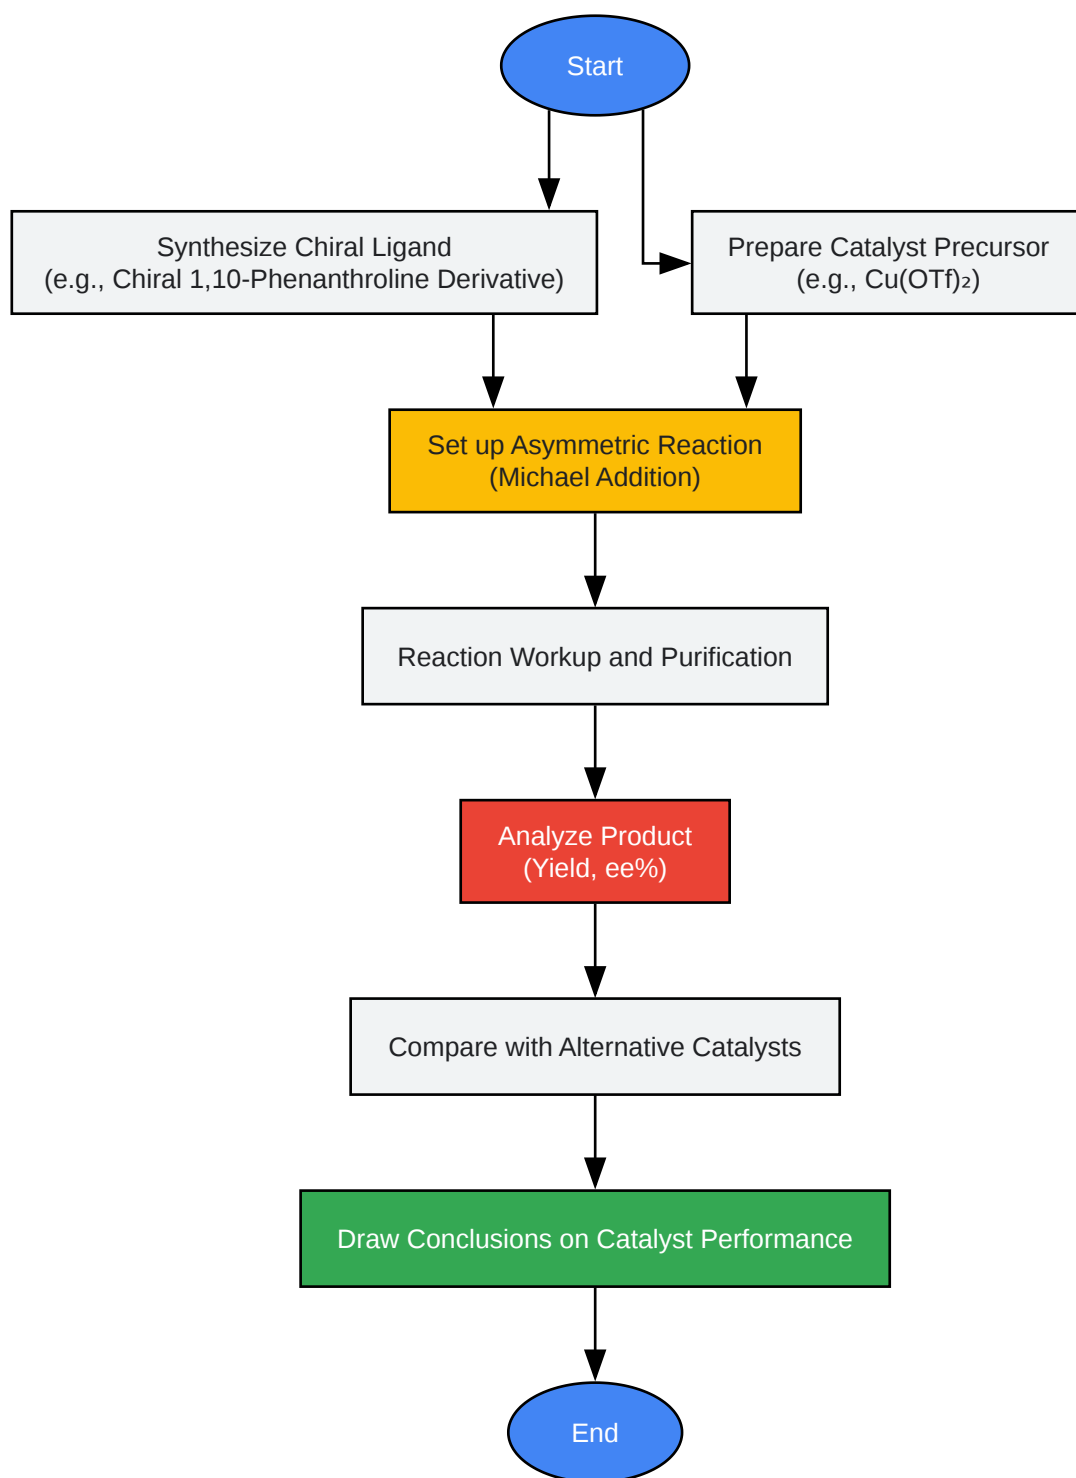 Start
Synthesize Chiral Ligand
(e.g., Chiral 1,10-Phenanthroline Derivative)
Prepare Catalyst Precursor
(e.g., Cu(OTf)₂)
Set up Asymmetric Reaction
(Michael Addition)
Reaction Workup and Purification
Analyze Product
(Yield, ee%)
Compare with Alternative Catalysts
Draw Conclusions on Catalyst Performance
End